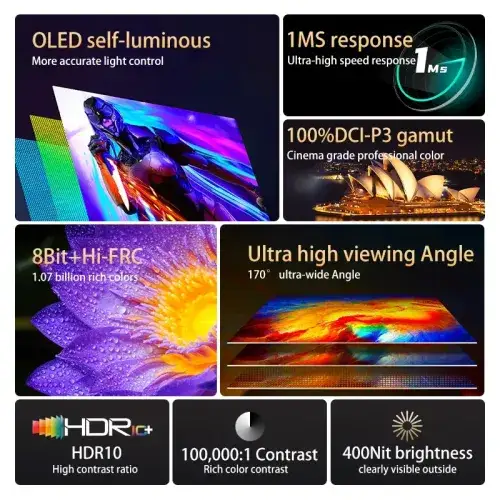 OLED self-luminous
More accurate light control
1MS response
Ultra-high speed response
1Ms
100%DCI-P3 gamut
Cinema grade professional color
8Bit+Hi-FRC
1.07 billion rich colors
Ultra high viewing Angle
170° ultra-wide Angle
HDR10+
HDR10
High contrast ratio
100,000:1 Contrast
Rich color contrast
400Nit brightness
clearly visible outside